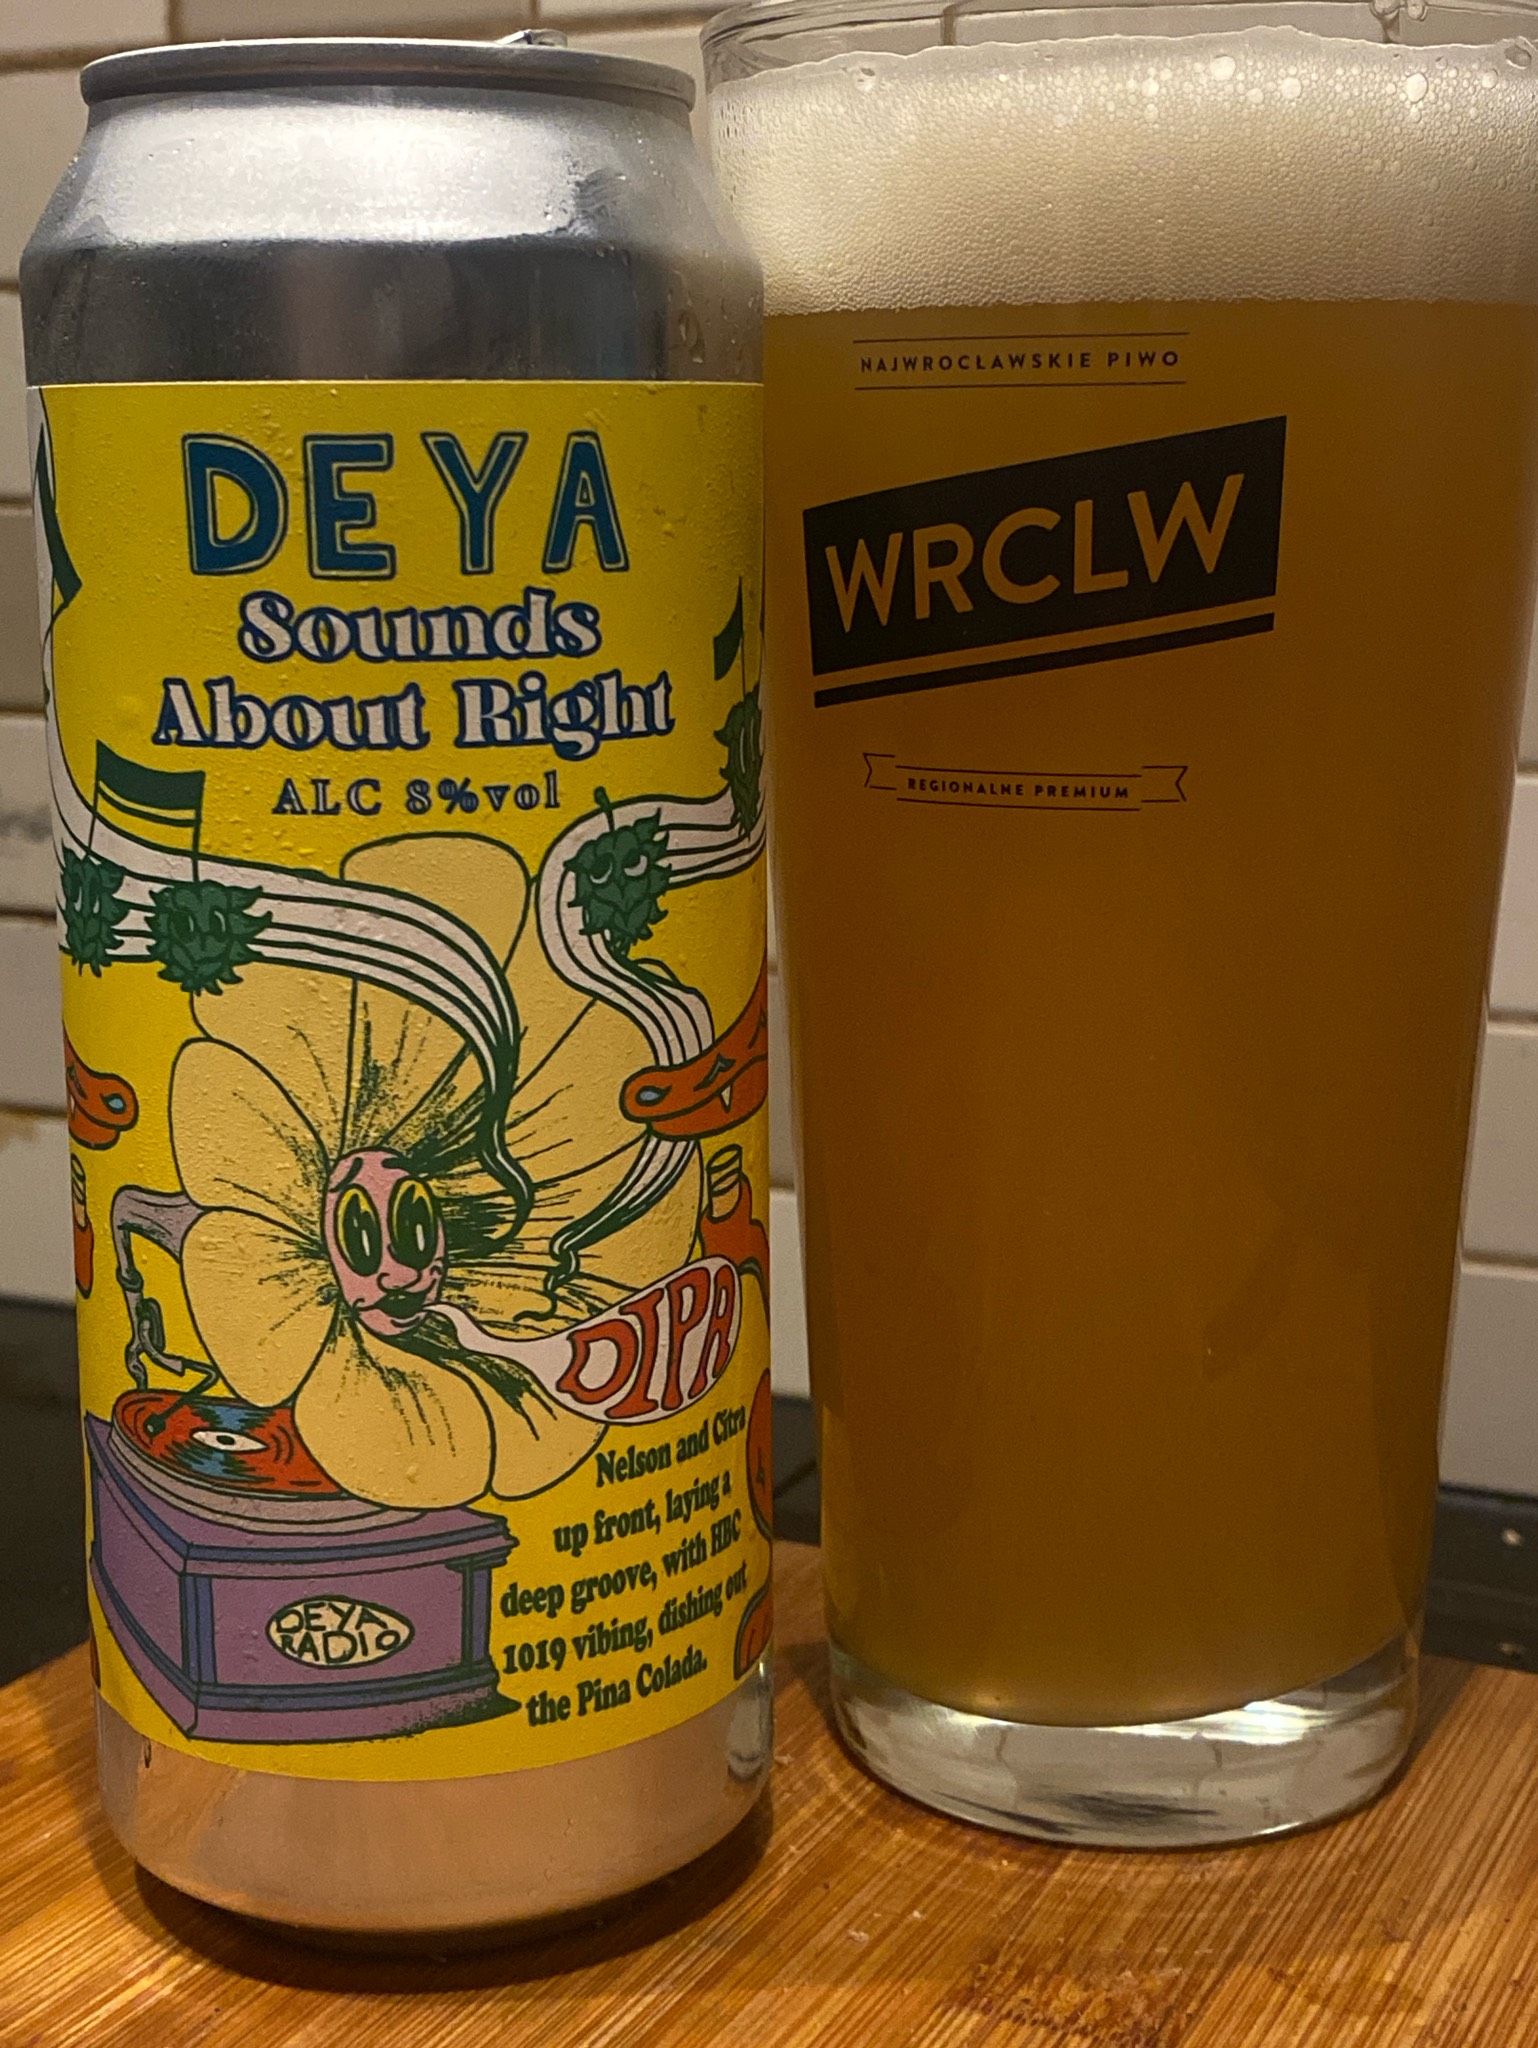 DEYA
Sounds
About Right
ALC 8%vol
DIPA
Nelson and Citra
up front, laying a
deep groove, with HBC
1019 vibing, dishing out
the Pina Colada.
DEYA
RADIO
NAJWROCŁAWSKIE PIWO
WRCLW
REGIONALNE PREMIUM